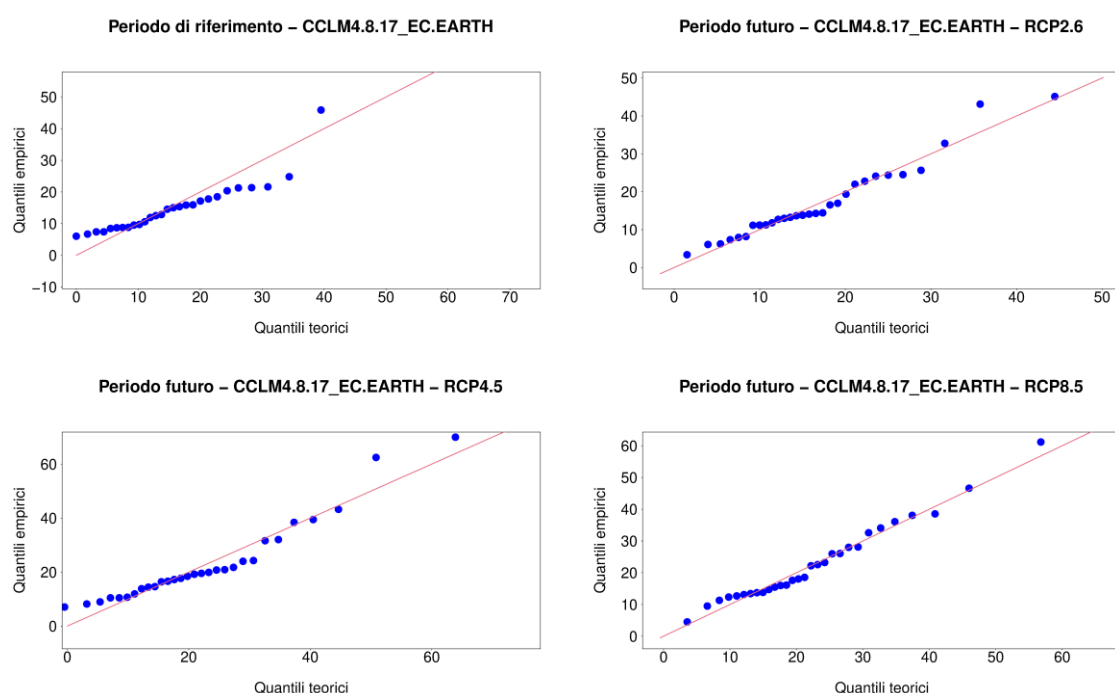 Periodo di riferimento − CCLM4.8.17_EC.EARTH
Quantili empirici
50
40
30
20
10
0
−10
0 10 20 30 40 50 60 70
Quantili teorici
Periodo futuro − CCLM4.8.17_EC.EARTH − RCP2.6
Quantili empirici
50
40
30
20
10
0
0 10 20 30 40 50
Quantili teorici
Periodo futuro − CCLM4.8.17_EC.EARTH − RCP4.5
Quantili empirici
60
40
20
0
0 20 40 60
Quantili teorici
Periodo futuro − CCLM4.8.17_EC.EARTH − RCP8.5
Quantili empirici
60
50
40
30
20
10
0
0 10 20 30 40 50 60
Quantili teorici